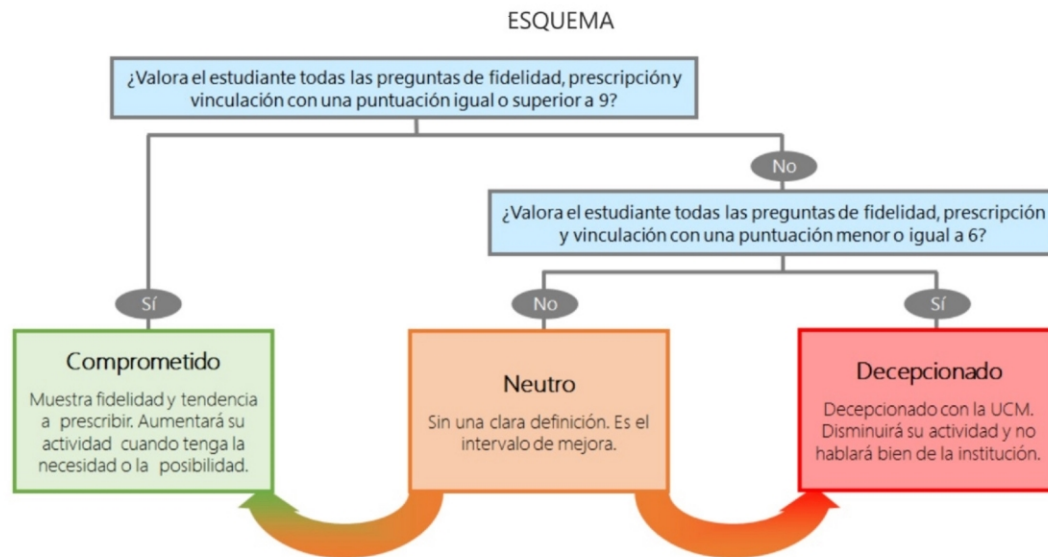 ESQUEMA
¿Valora el estudiante todas las preguntas de fidelidad, prescripción y
vinculación con una puntuación igual o superior a 9?
No
¿Valora el estudiante todas las preguntas de fidelidad, prescripción
y vinculación con una puntuación menor o igual a 6?
Sí
No
Sí
Comprometido
Muestra fidelidad y tendencia
a prescribir. Aumentará su
actividad cuando tenga la
necesidad o la posibilidad.
Neutro
Sin una clara definición. Es el
intervalo de mejora.
Decepcionado
Decepcionado con la UCM.
Disminuirá su actividad y no
hablará bien de la institución.